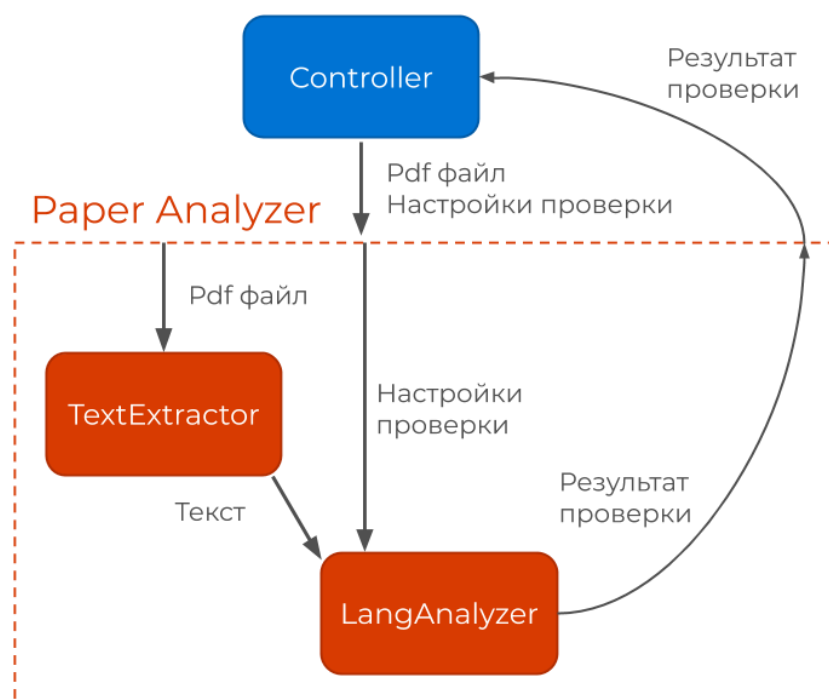 Controller
Результат
проверки
Pdf файл
Настройки проверки
Paper Analyzer
Pdf файл
TextExtractor
Настройки
проверки
Текст
Результат
проверки
LangAnalyzer